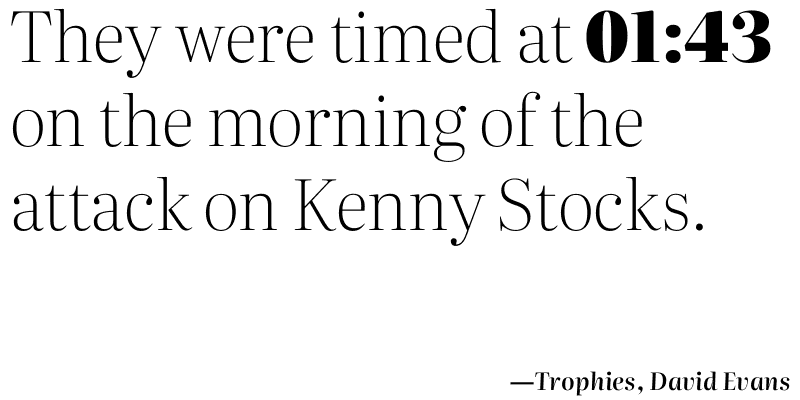 They were timed at 01:43
on the morning of the
attack on Kenny Stocks.
—Trophies, David Evans